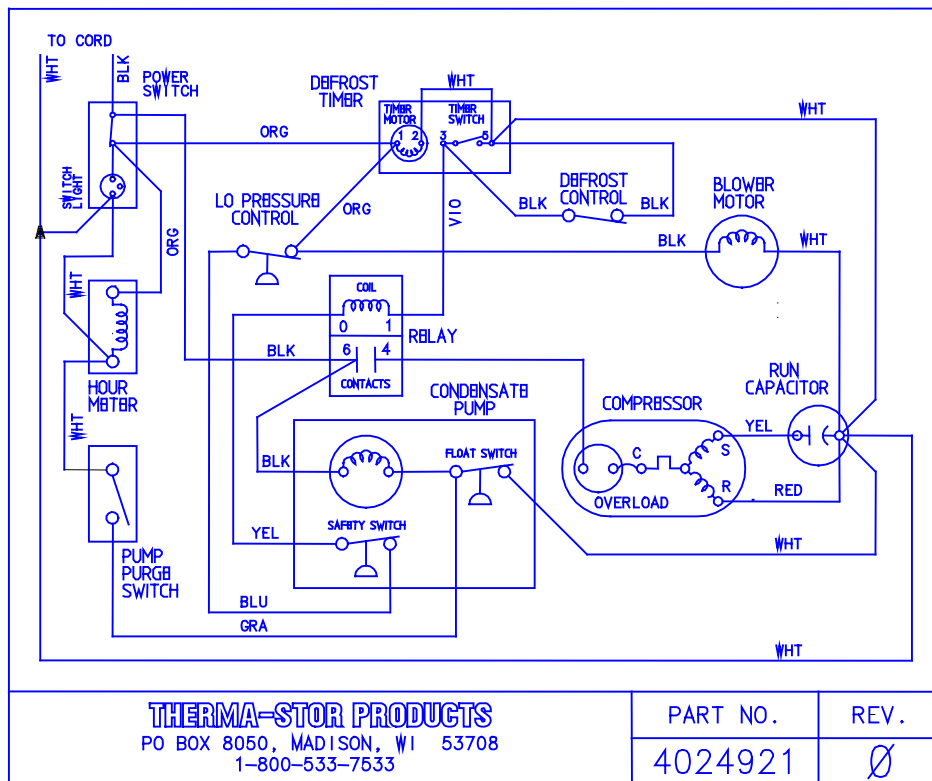 TO CORD
WHT
BLK
POWER
SWITCH
SWITCH
LIGHT
DEFROST
TIMER
WHT
TIMER
MOTOR
TIMER
SWITCH
1 2 3 5
ORG
WHT
LO PRESSURE
CONTROL
ORG
VIO
BLK
DEFROST
CONTROL
BLK
BLOWER
MOTOR
BLK
WHT
ORG
WHT
COIL
0 1
RELAY
BLK
6 4
CONTACTS
HOUR
METER
WHT
CONDENSATE
PUMP
COMPRESSOR
RUN
CAPACITOR
YEL
BLK
FLOAT SWITCH
C
S
R
OVERLOAD
RED
SAFETY SWITCH
YEL
WHT
PUMP
PURGE
SWITCH
BLU
GRA
WHT
THERMA-STOR PRODUCTS
PO BOX 8050, MADISON, WI 53708
1-800-533-7533
PART NO.
4024921
REV.
Ø